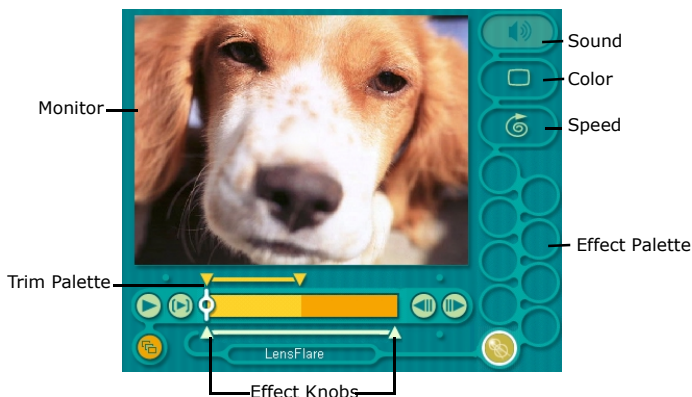 Sound
Color
Monitor
Speed
Effect Palette
Trim Palette
LensFlare
Effect Knobs